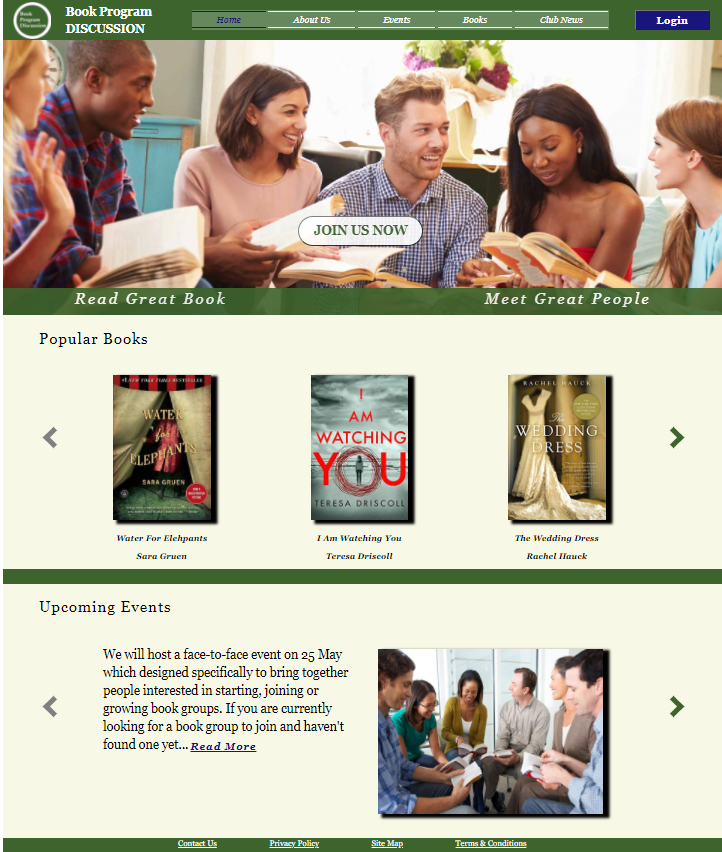 Book
Program
Discussion
Book Program
DISCUSSION
Home
About Us
Events
Books
Club News
Login
JOIN US NOW
Read Great Book
Meet Great People
Popular Books
#1 NEW YORK TIMES BESTSELLER
WATER
for
ELEPHANTS
SARA GRUEN
I
AM
WATCHING
YOU
TERESA DRISCOLL
RACHEL HAUCK
The
WEDDING
DRESS
Water For Elehpants
Sara Gruen
I Am Watching You
Teresa Driscoll
The Wedding Dress
Rachel Hauck
Upcoming Events
We will host a face-to-face event on 25 May
which designed specifically to bring together
people interested in starting, joining or
growing book groups. If you are currently
looking for a book group to join and haven't
found one yet... Read More
Contact Us
Privacy Policy
Site Map
Terms & Conditions